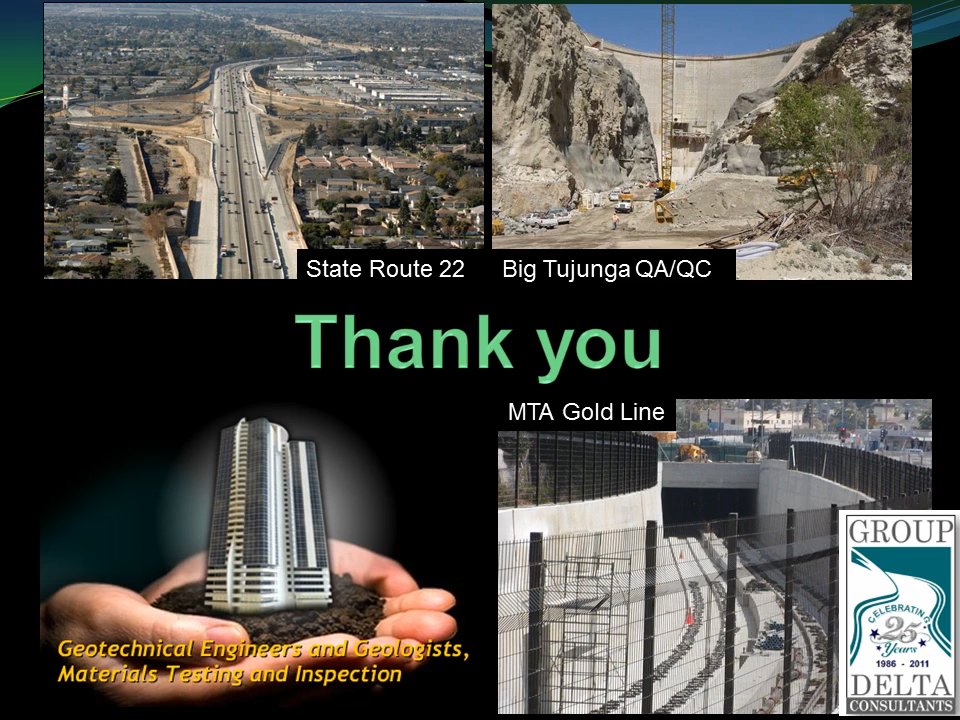 State Route 22
Big Tujunga QA/QC
Thank you
MTA Gold Line
Geotechnical Engineers and Geologists,
Materials Testing and Inspection
GROUP
CELEBRATING
25
Years
1986 - 2011
DELTA
CONSULTANTS